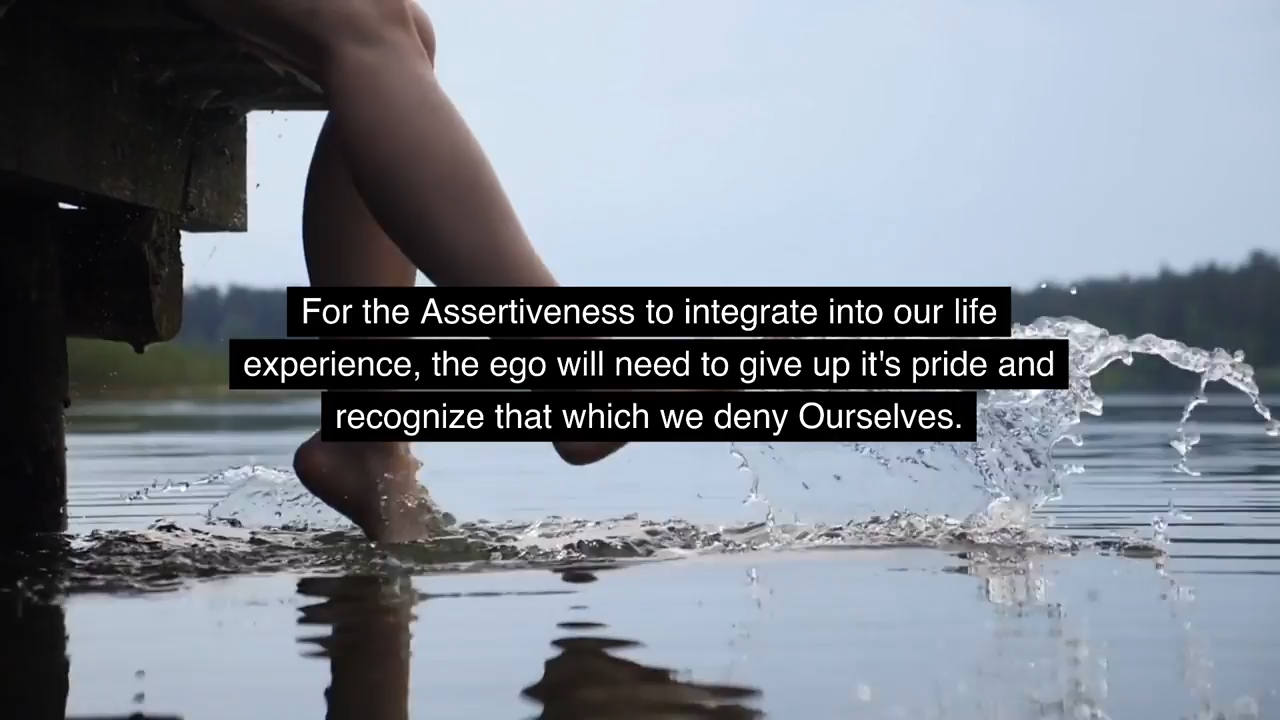 For the Assertiveness to integrate into our life
experience, the ego will need to give up it's pride and
recognize that which we deny Ourselves.